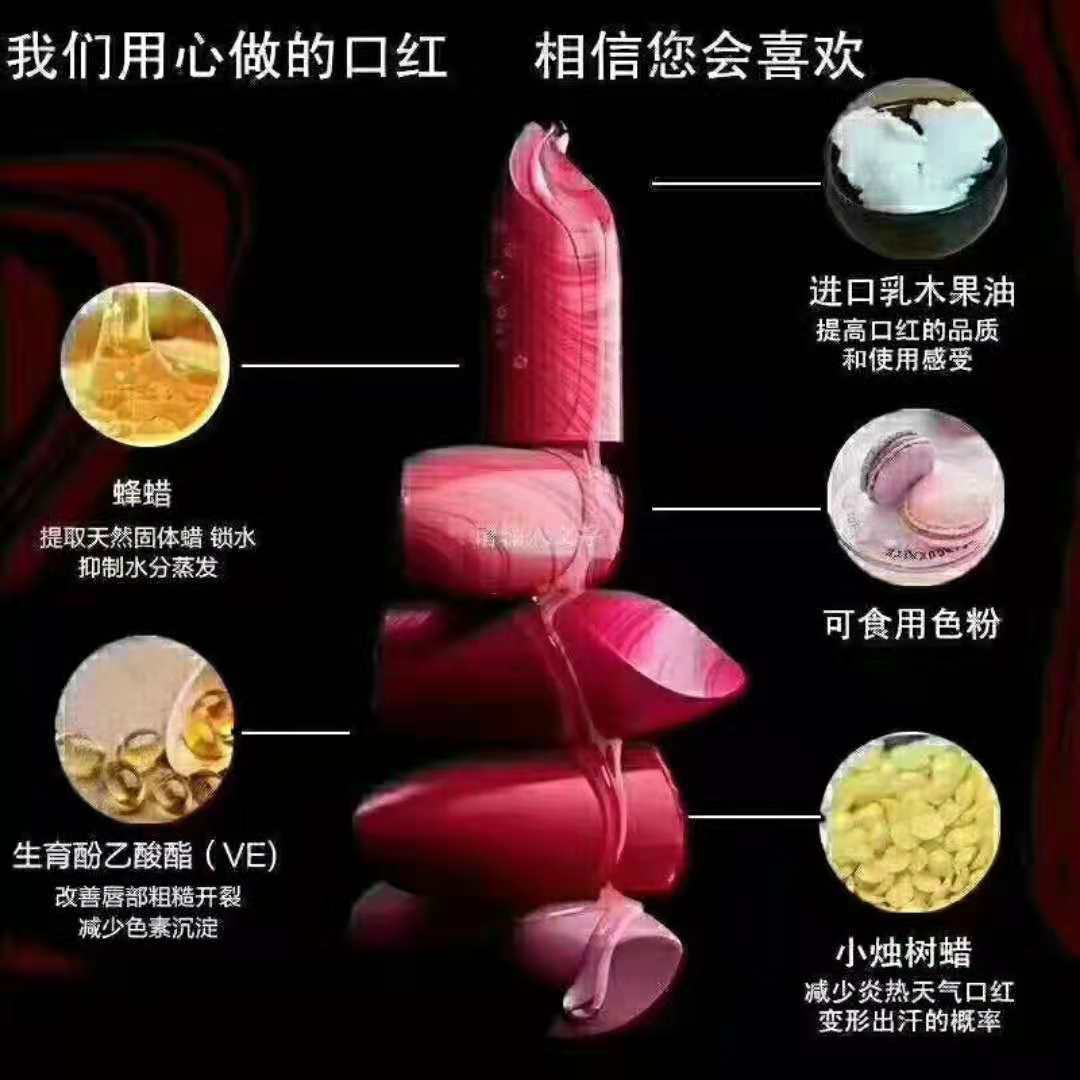 我们用心做的口红 相信您会喜欢
进口乳木果油
提高口红的品质
和使用感受
蜂蜡
提取天然固体蜡 锁水
抑制水分蒸发
可食用色粉
生育酚乙酸酯（VE)
改善唇部粗糙开裂
减少色素沉淀
小烛树蜡
减少炎热天气口红
变形出汗的概率